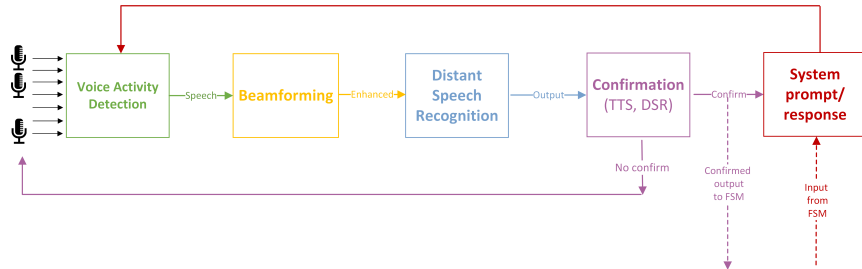 Voice Activity
Detection
Speech
Beamforming
Enhanced
Distant
Speech
Recognition
Output
Confirmation
(TTS, DSR)
Confirm
System
prompt/
response
No confirm
Confirmed
output
to FSM
Input
from
FSM